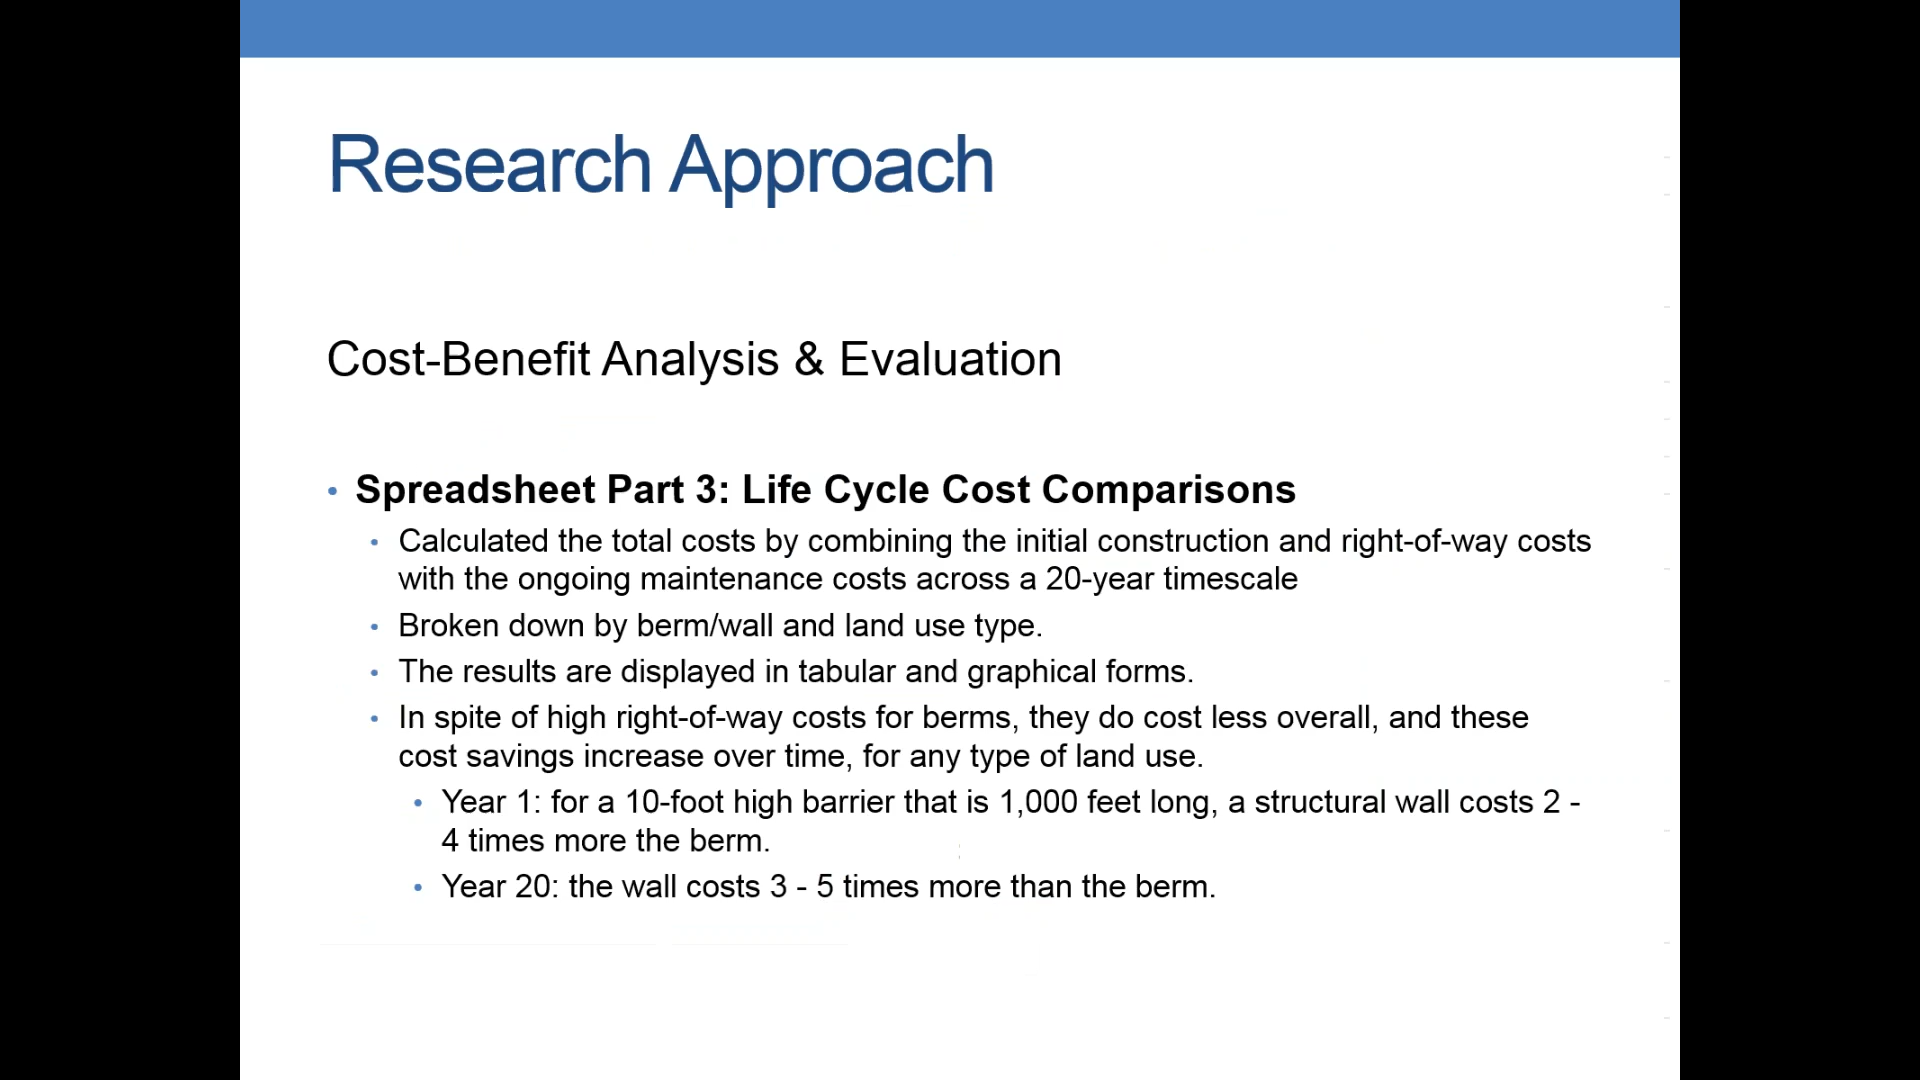 Research Approach
Cost-Benefit Analysis & Evaluation
• Spreadsheet Part 3: Life Cycle Cost Comparisons
• Calculated the total costs by combining the initial construction and right-of-way costs
with the ongoing maintenance costs across a 20-year timescale
• Broken down by berm/wall and land use type.
• The results are displayed in tabular and graphical forms.
• In spite of high right-of-way costs for berms, they do cost less overall, and these
cost savings increase over time, for any type of land use.
• Year 1: for a 10-foot high barrier that is 1,000 feet long, a structural wall costs 2 -
4 times more the berm.
• Year 20: the wall costs 3 - 5 times more than the berm.